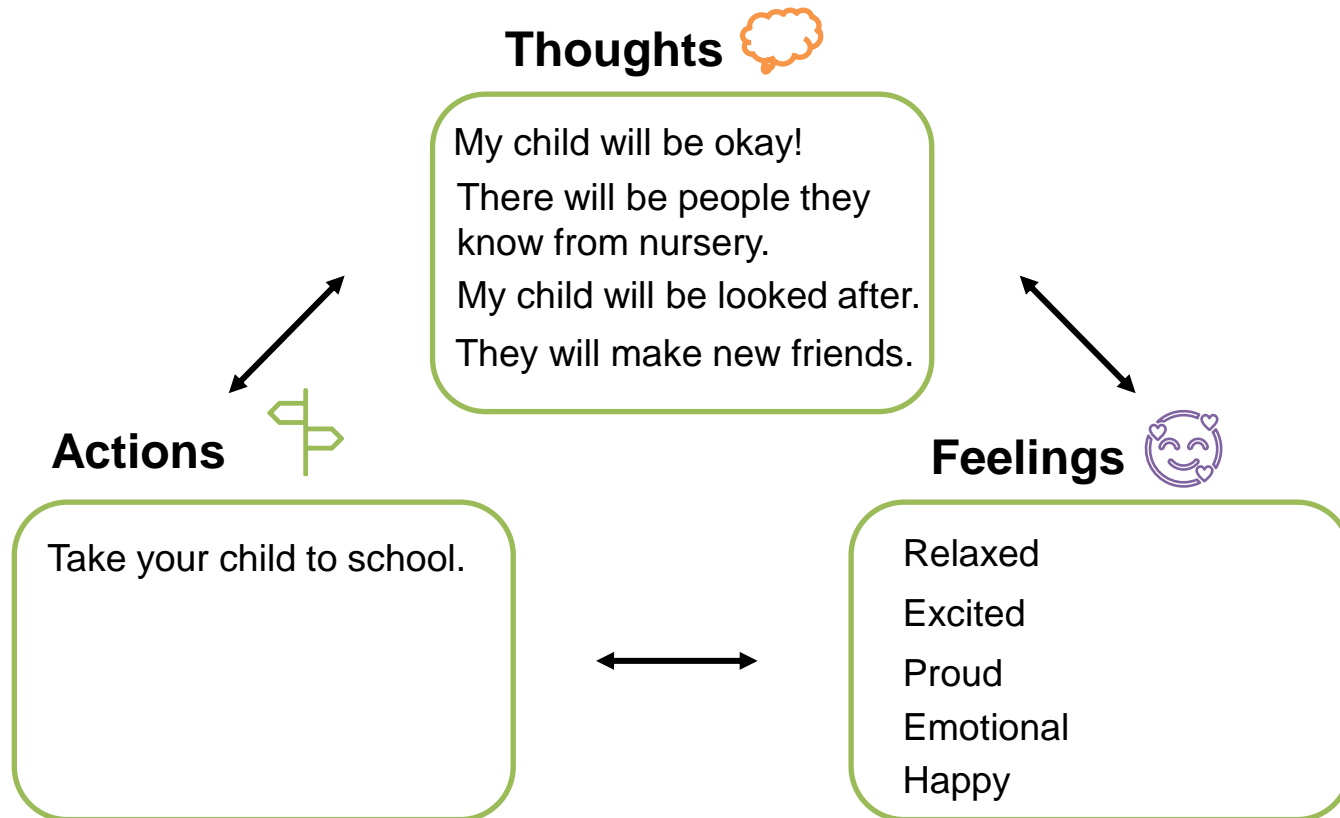 Thoughts
My child will be okay!
There will be people they
know from nursery.
My child will be looked after.
They will make new friends.
Actions
Take your child to school.
Feelings
Relaxed
Excited
Proud
Emotional
Happy